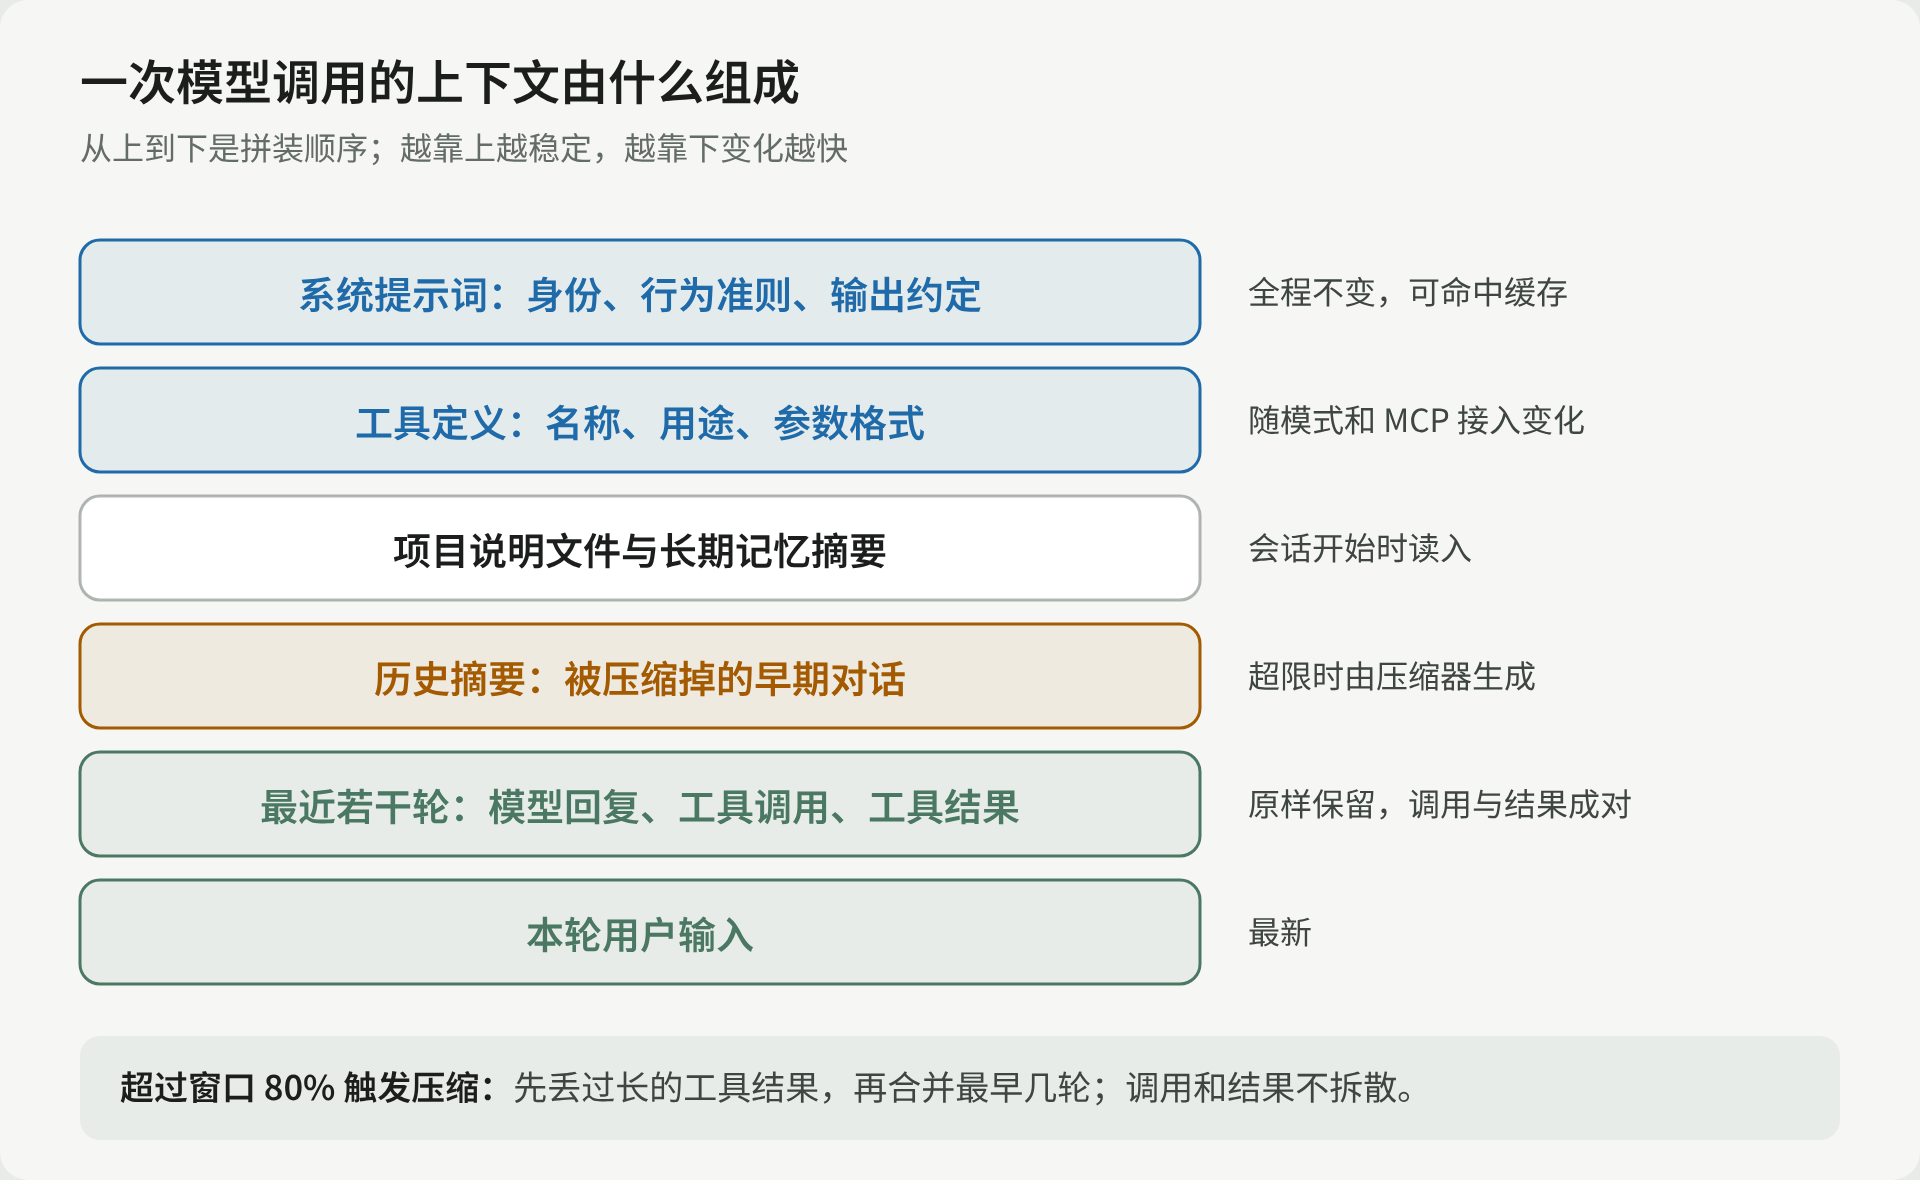 一次模型调用的上下文由什么组成
从上到下是拼装顺序；越靠上越稳定，越靠下变化越快
系统提示词：身份、行为准则、输出约定
全程不变，可命中缓存
工具定义：名称、用途、参数格式
随模式和 MCP 接入变化
项目说明文件与长期记忆摘要
会话开始时读入
历史摘要：被压缩掉的早期对话
超限时由压缩器生成
最近若干轮：模型回复、工具调用、工具结果
原样保留，调用与结果成对
本轮用户输入
最新
超过窗口 80% 触发压缩：先丢过长的工具结果，再合并最早几轮；调用和结果不拆散。